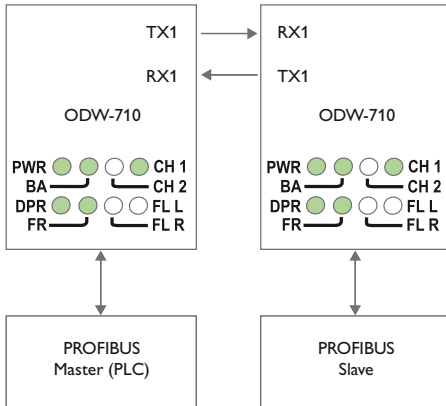 TX1
RX1
ODW-710
PWR CH 1
BA CH 2
DPR FL L
FR FL R
PROFIBUS
Master (PLC)
RX1
TX1
ODW-710
PWR CH 1
BA CH 2
DPR FL L
FR FL R
PROFIBUS
Slave